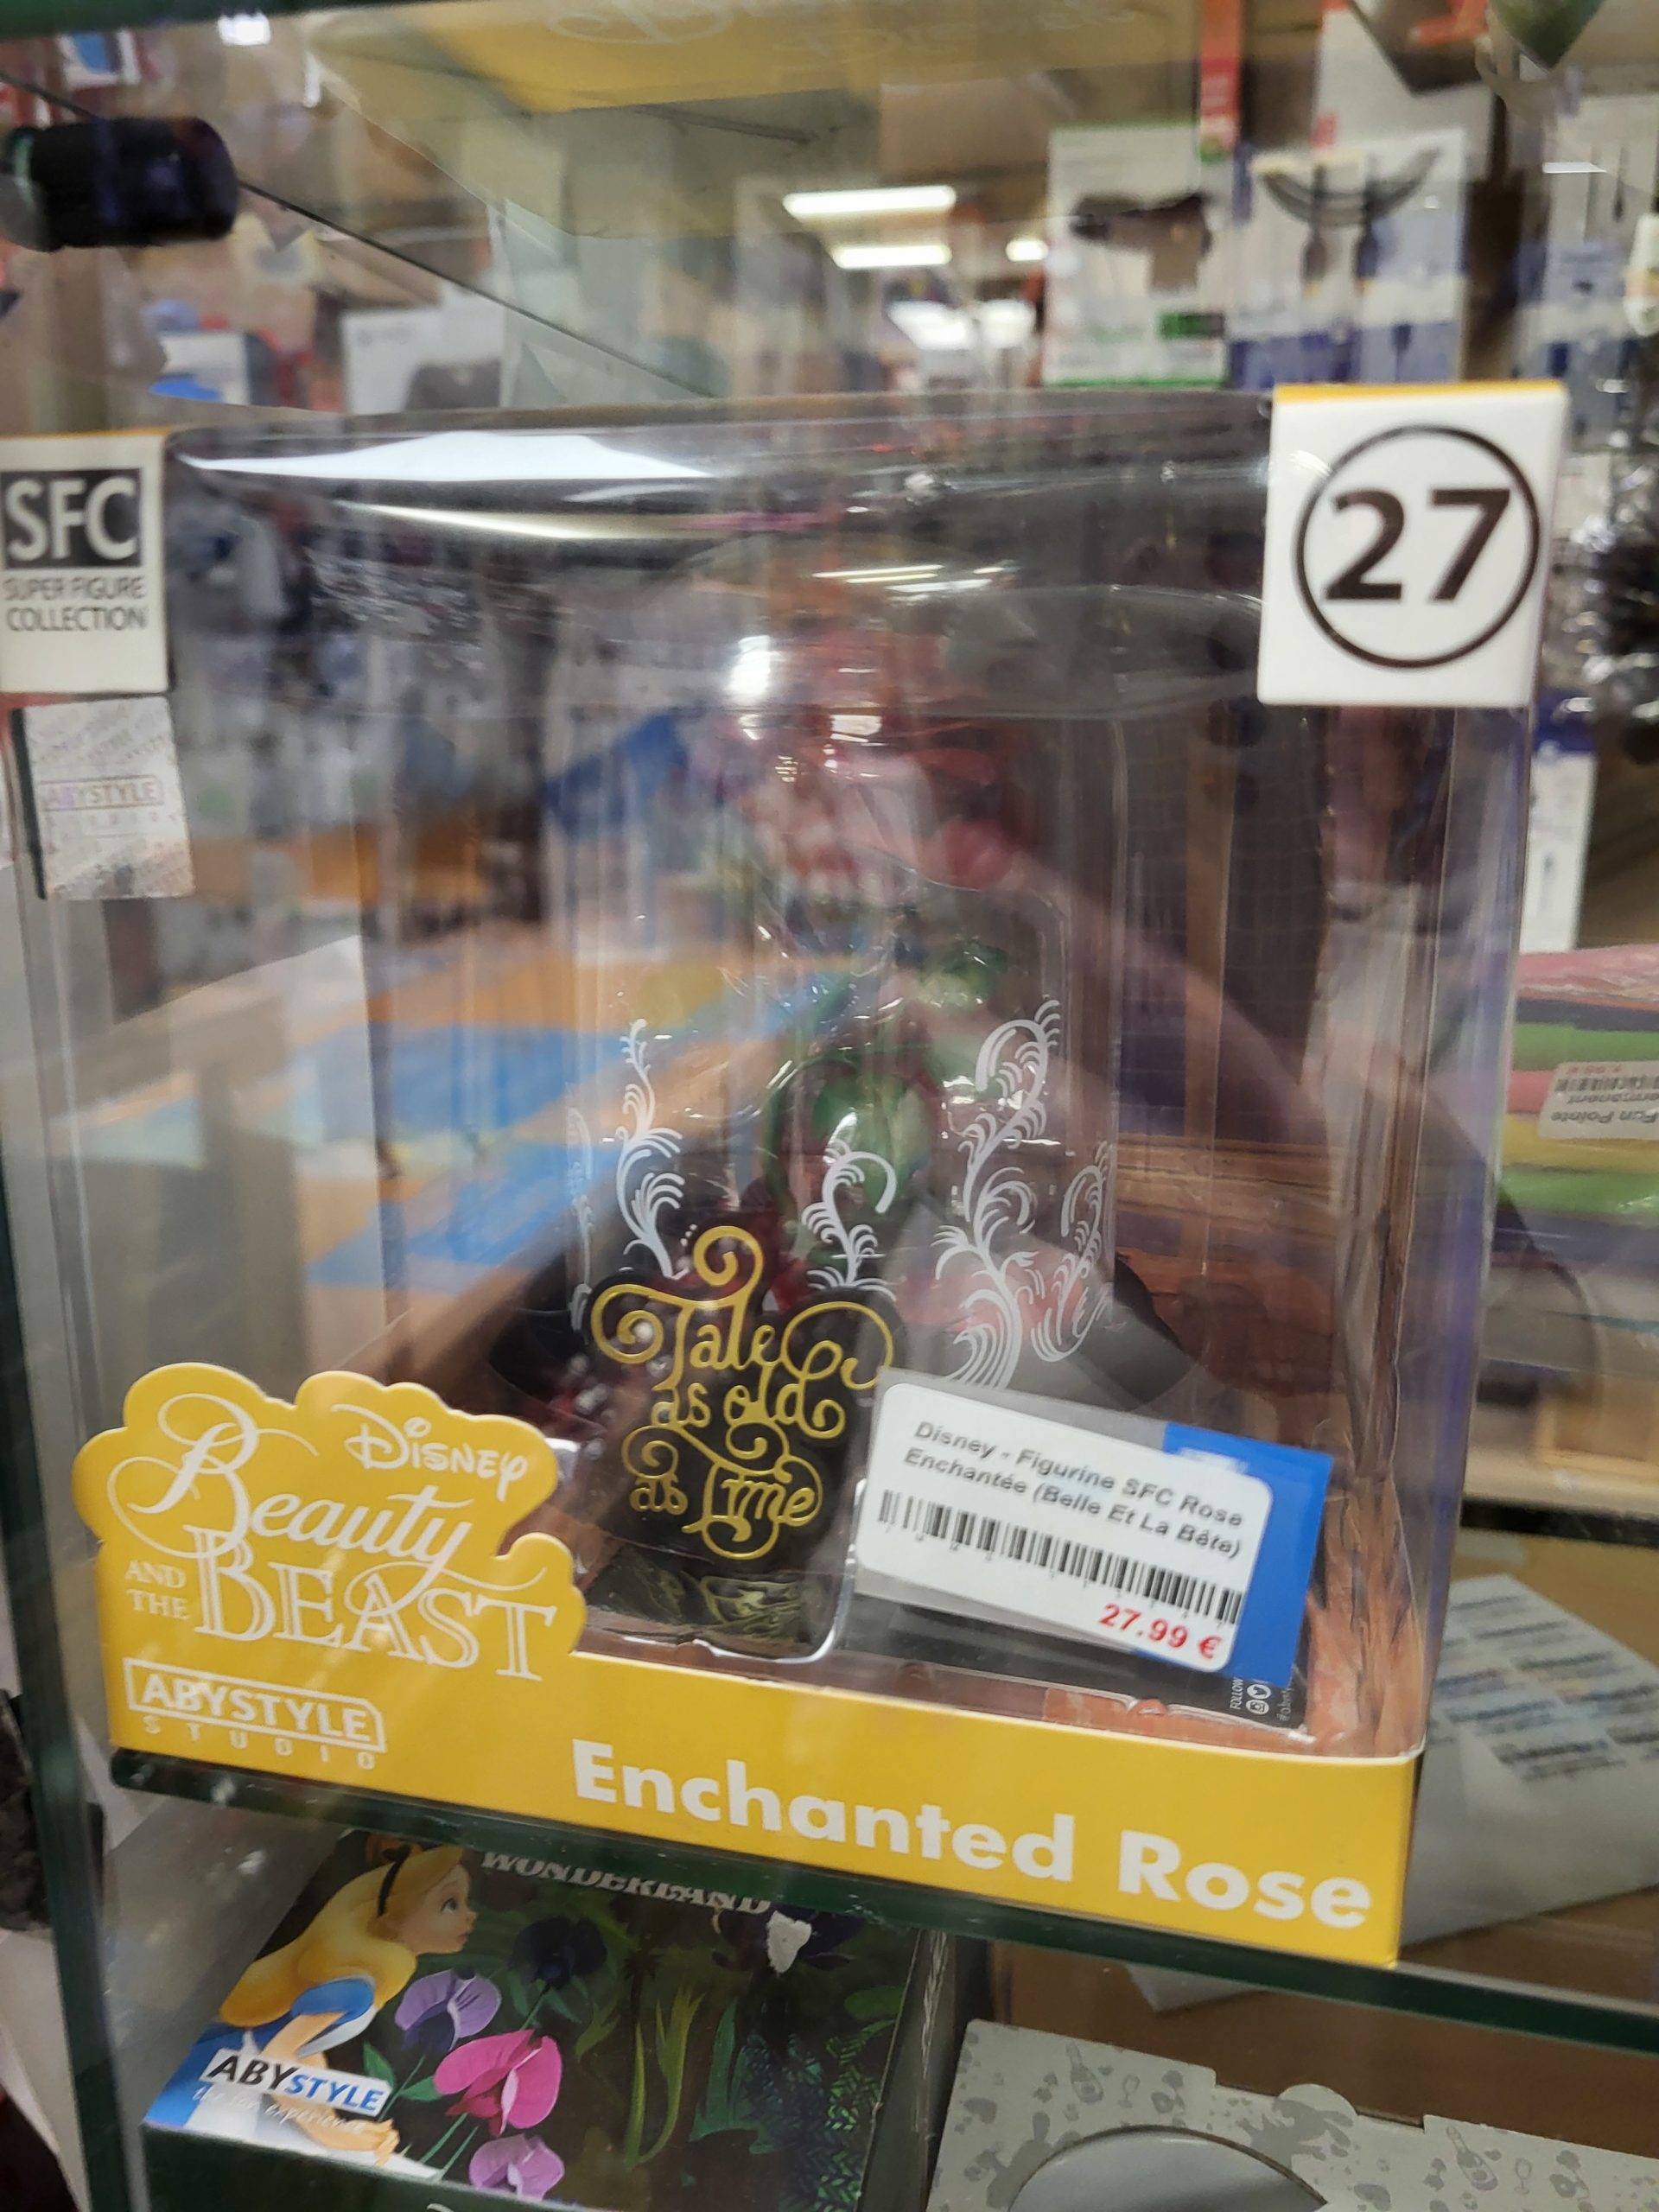 SFC
SUPER FIGURE
COLLECTION
27
ABYSTYLE
Tale
as old
as Time
Disney - Figurine SFC Rose
Enchantée (Belle Et La Bête)
27.99 €
DISNEY
Beauty
AND
THE
BEAST
ABYSTYLE
STUDIO
FOLLOW
Enchanted Rose
WONDERLAND
ABYSTYLE